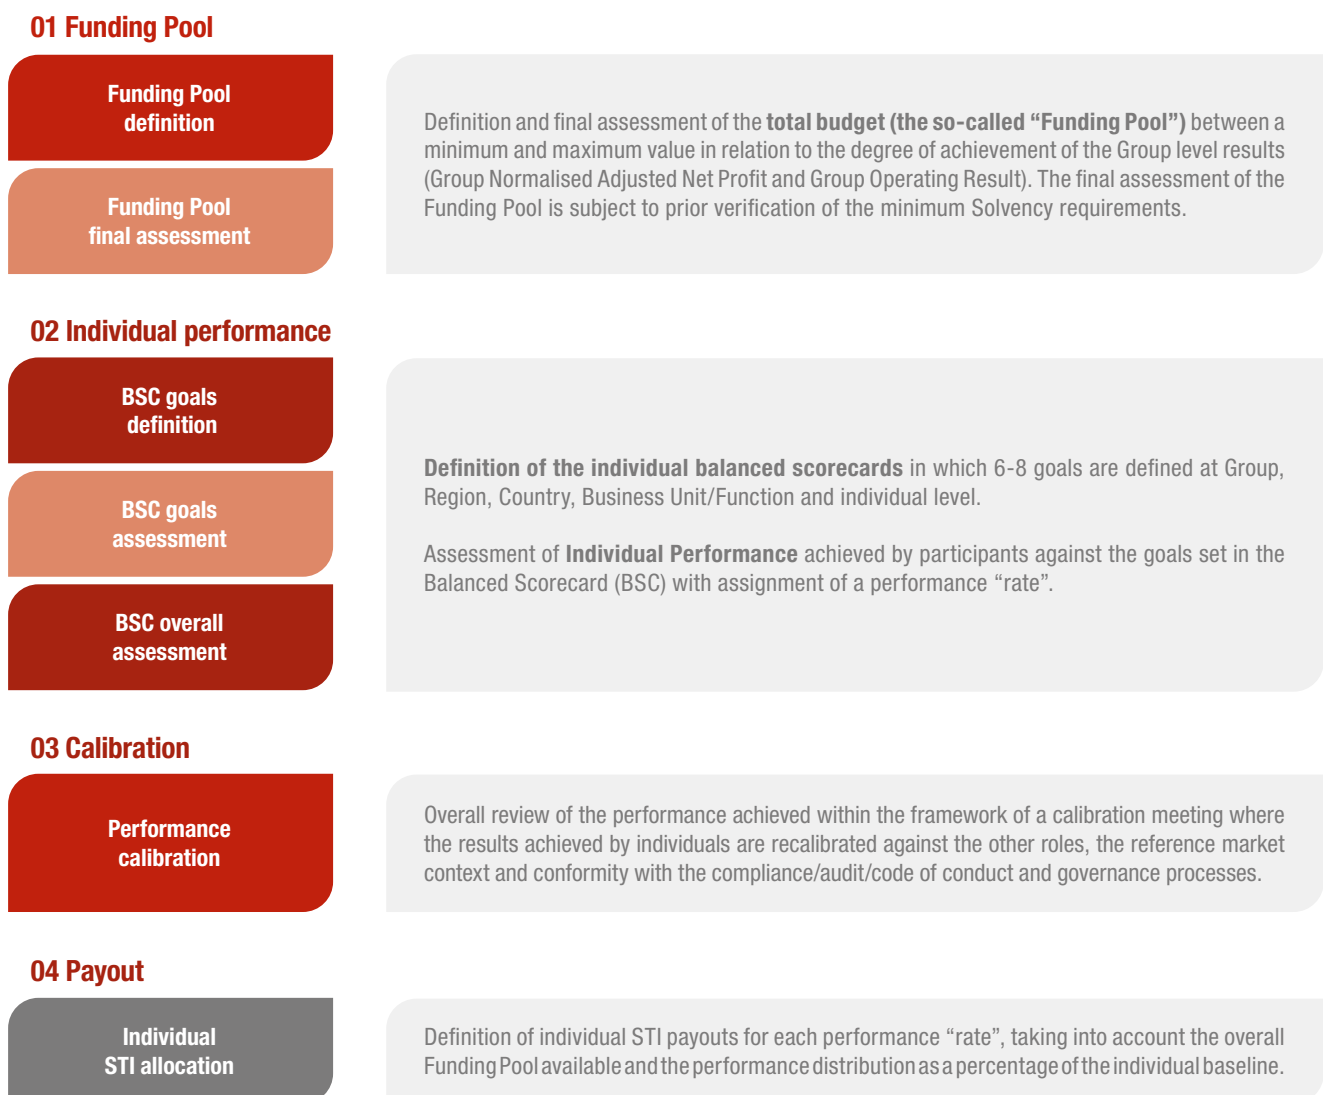 01 Funding Pool
Funding Pool
definition
Funding Pool
final assessment
Definition and final assessment of the total budget (the so-called “Funding Pool”) between a
minimum and maximum value in relation to the degree of achievement of the Group level results
(Group Normalised Adjusted Net Profit and Group Operating Result). The final assessment of the
Funding Pool is subject to prior verification of the minimum Solvency requirements.
02 Individual performance
BSC goals
definition
BSC goals
assessment
BSC overall
assessment
Definition of the individual balanced scorecards in which 6-8 goals are defined at Group,
Region, Country, Business Unit/Function and individual level.
Assessment of Individual Performance achieved by participants against the goals set in the
Balanced Scorecard (BSC) with assignment of a performance “rate”.
03 Calibration
Performance
calibration
Overall review of the performance achieved within the framework of a calibration meeting where
the results achieved by individuals are recalibrated against the other roles, the reference market
context and conformity with the compliance/audit/code of conduct and governance processes.
04 Payout
Individual
STI allocation
Definition of individual STI payouts for each performance “rate”, taking into account the overall
Funding Pool available and the performance distribution as a percentage of the individual baseline.